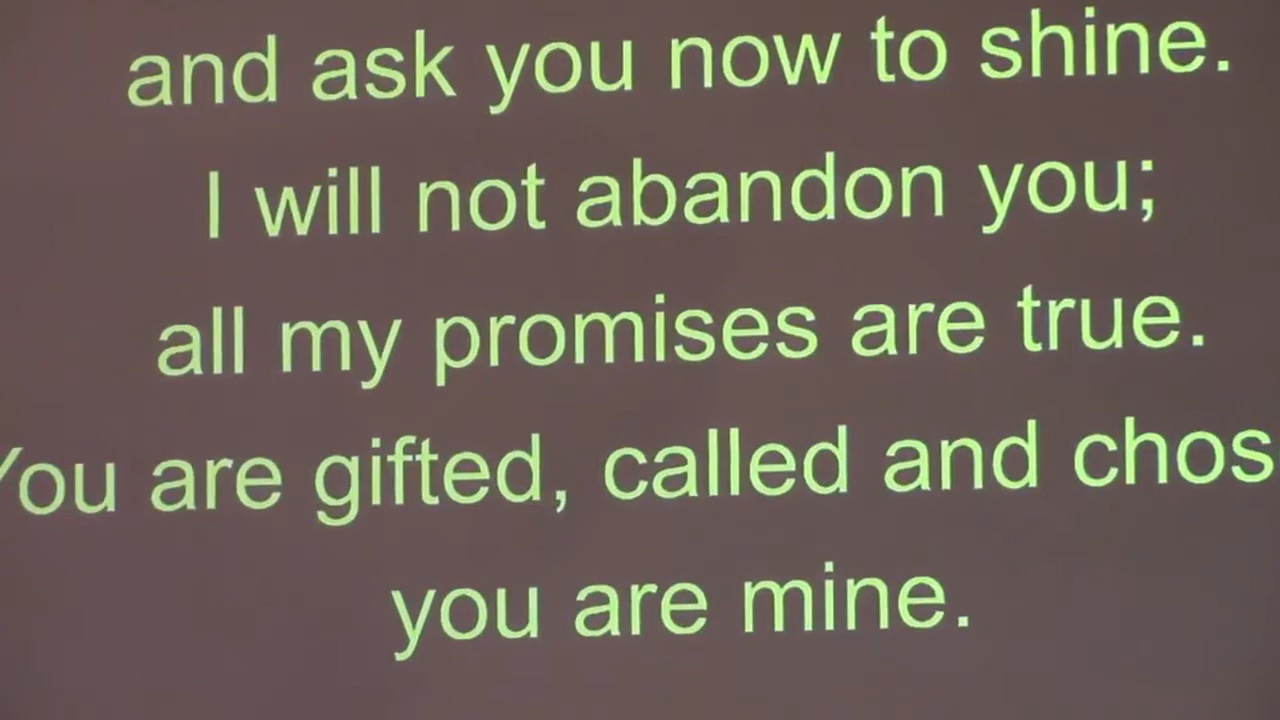 and ask you now to shine.
I will not abandon you;
all my promises are true.
You are gifted, called and chos
you are mine.